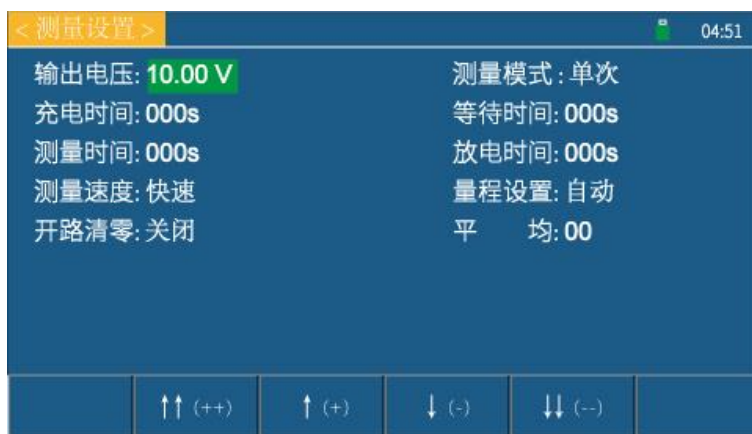 <测量设置> 04:51
输出电压: 10.00 V 测量模式: 单次
充电时间: 000s 等待时间: 000s
测量时间: 000s 放电时间: 000s
测量速度: 快速 量程设置: 自动
开路清零: 关闭 平 均: 00
↑↑ (++) ↑ (+) ↓ (-) ↓↓ (--)